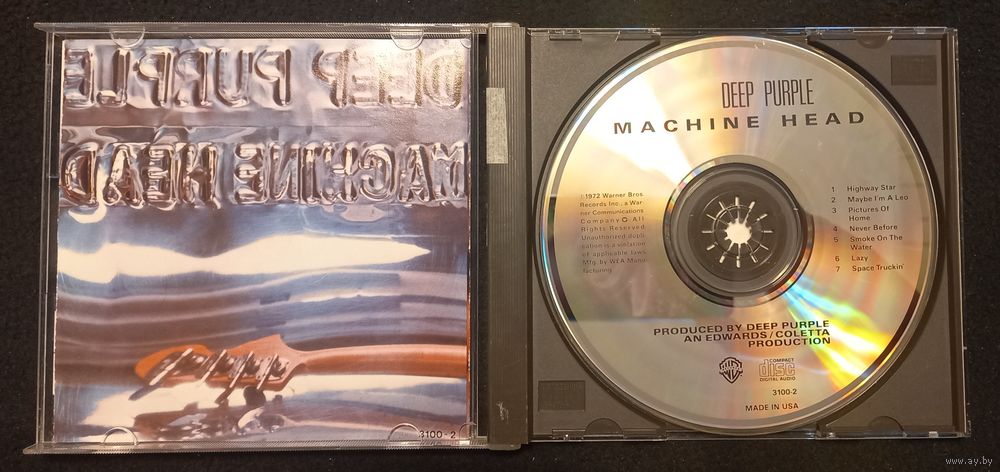 DEEP PURPLE
MACHINE HEAD
3100-2
DEEP PURPLE
MACHINE HEAD
1972 Warner Bros.
Records Inc., a War-
ner Communications
Company All
Rights Reserved.
Unauthorized dupli-
cation is a violation
of applicable laws.
Mfg. by WEA Manu-
facturing
1 Highway Star
2 Maybe I'm A Leo
3 Pictures Of
Home
4 Never Before
5 Smoke On The
Water
6 Lazy
7 Space Truckin'
PRODUCED BY DEEP PURPLE
AN EDWARDS/COLETTA
PRODUCTION
COMPACT
disc
DIGITAL AUDIO
3100-2
MADE IN USA
www.ay.by